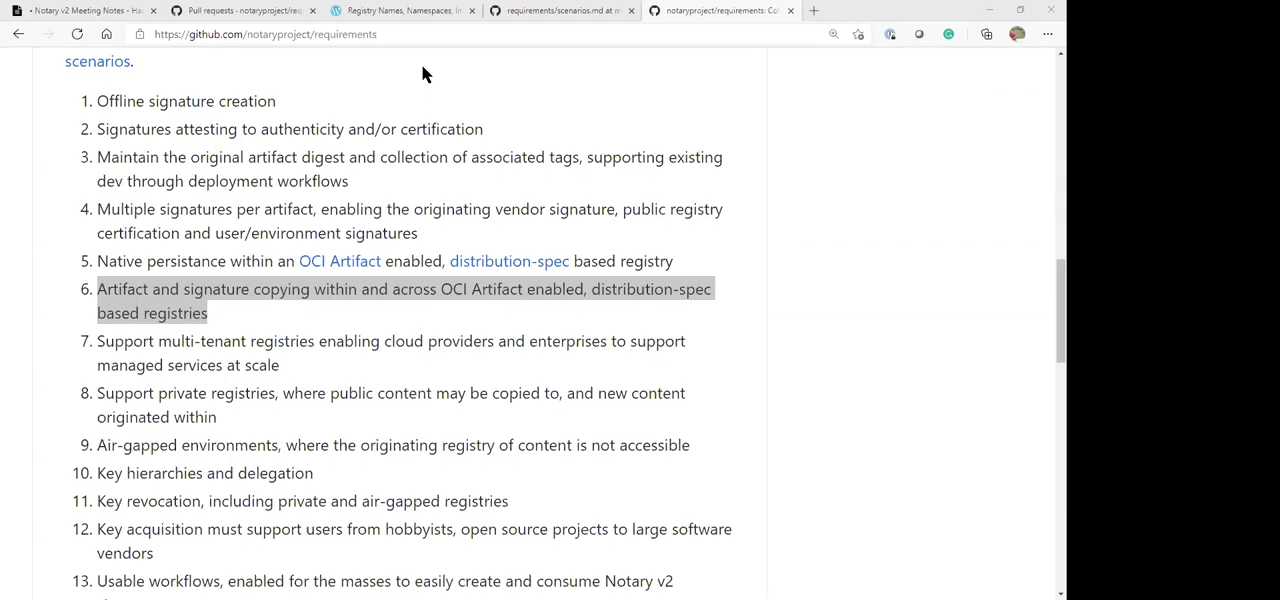 Notary v2 Meeting Notes - Ha
Pull requests - notaryproject/req
Registry Names, Namespaces, Im
requirements/scenarios.md at m
notaryproject/requirements: Col
https://github.com/notaryproject/requirements
scenarios.
1. Offline signature creation
2. Signatures attesting to authenticity and/or certification
3. Maintain the original artifact digest and collection of associated tags, supporting existing
dev through deployment workflows
4. Multiple signatures per artifact, enabling the originating vendor signature, public registry
certification and user/environment signatures
5. Native persistance within an OCI Artifact enabled, distribution-spec based registry
6. Artifact and signature copying within and across OCI Artifact enabled, distribution-spec
based registries
7. Support multi-tenant registries enabling cloud providers and enterprises to support
managed services at scale
8. Support private registries, where public content may be copied to, and new content
originated within
9. Air-gapped environments, where the originating registry of content is not accessible
10. Key hierarchies and delegation
11. Key revocation, including private and air-gapped registries
12. Key acquisition must support users from hobbyists, open source projects to large software
vendors
13. Usable workflows, enabled for the masses to easily create and consume Notary v2